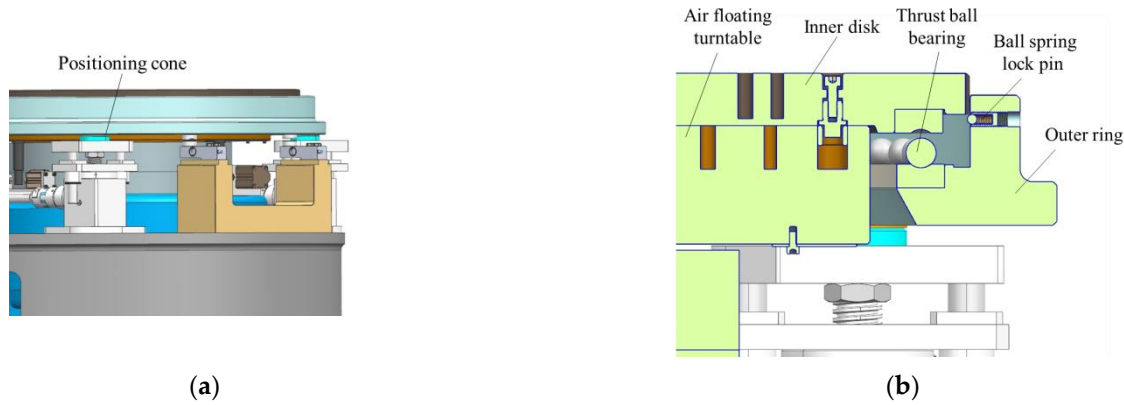 Positioning cone
Air floating
turntable
Inner disk
Thrust ball
bearing
Ball spring
lock pin
Outer ring
(a)
(b)